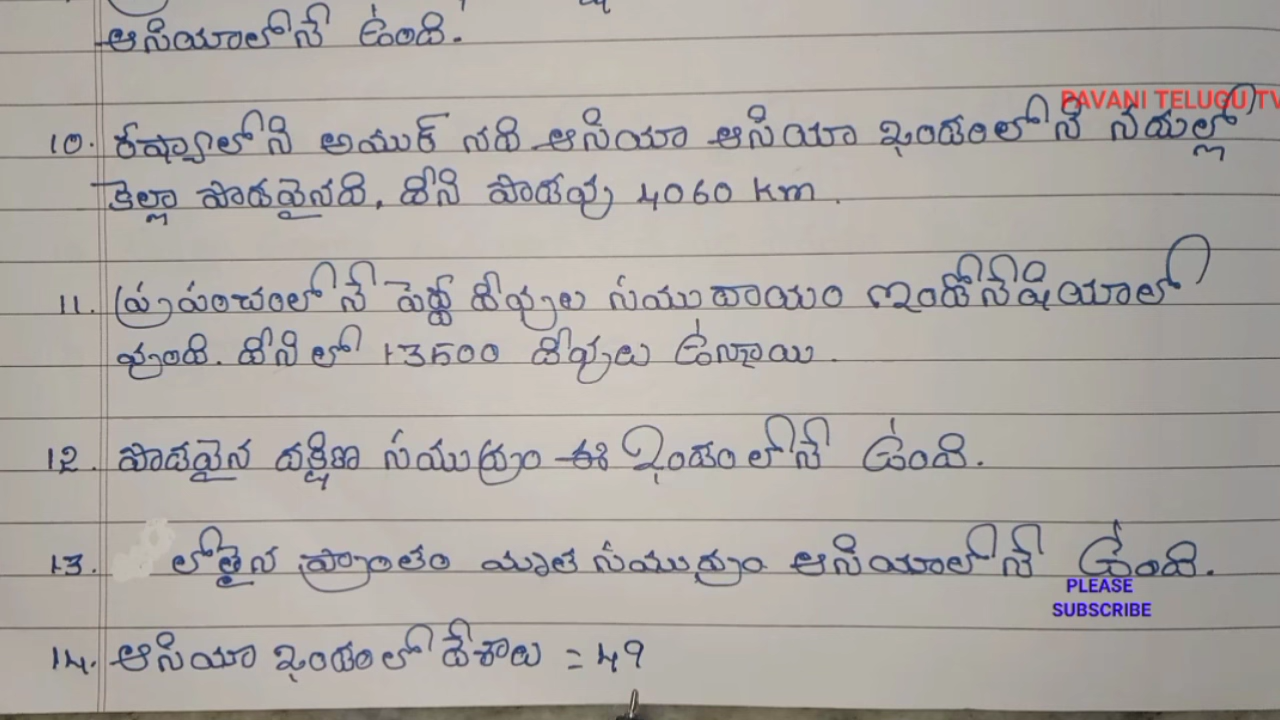 ఆసియాలోనే ఉంది.
PAVANI TELUGU TV
10. రష్యాలోని అముర్ నది ఆసియా ఆసియా ఖండంలోనే నదుల్లో
కెల్లా పొడవైనది. దీని పొడవు 4060 km.
11. ప్రపంచంలోనే పెద్ద దీవుల సముదాయం ఇండోనేషియాలో
వుంది. దీనిలో 13500 దీవులు ఉన్నాయి.
12. పొడవైన దక్షిణ సముద్రం ఈ ఖండంలోనే ఉంది.
13. లోతైన ప్రాంతం మృత సముద్రం ఆసియాలోనే ఉంది.
PLEASE
SUBSCRIBE
14. ఆసియా ఖండంలో దేశాలు = 49